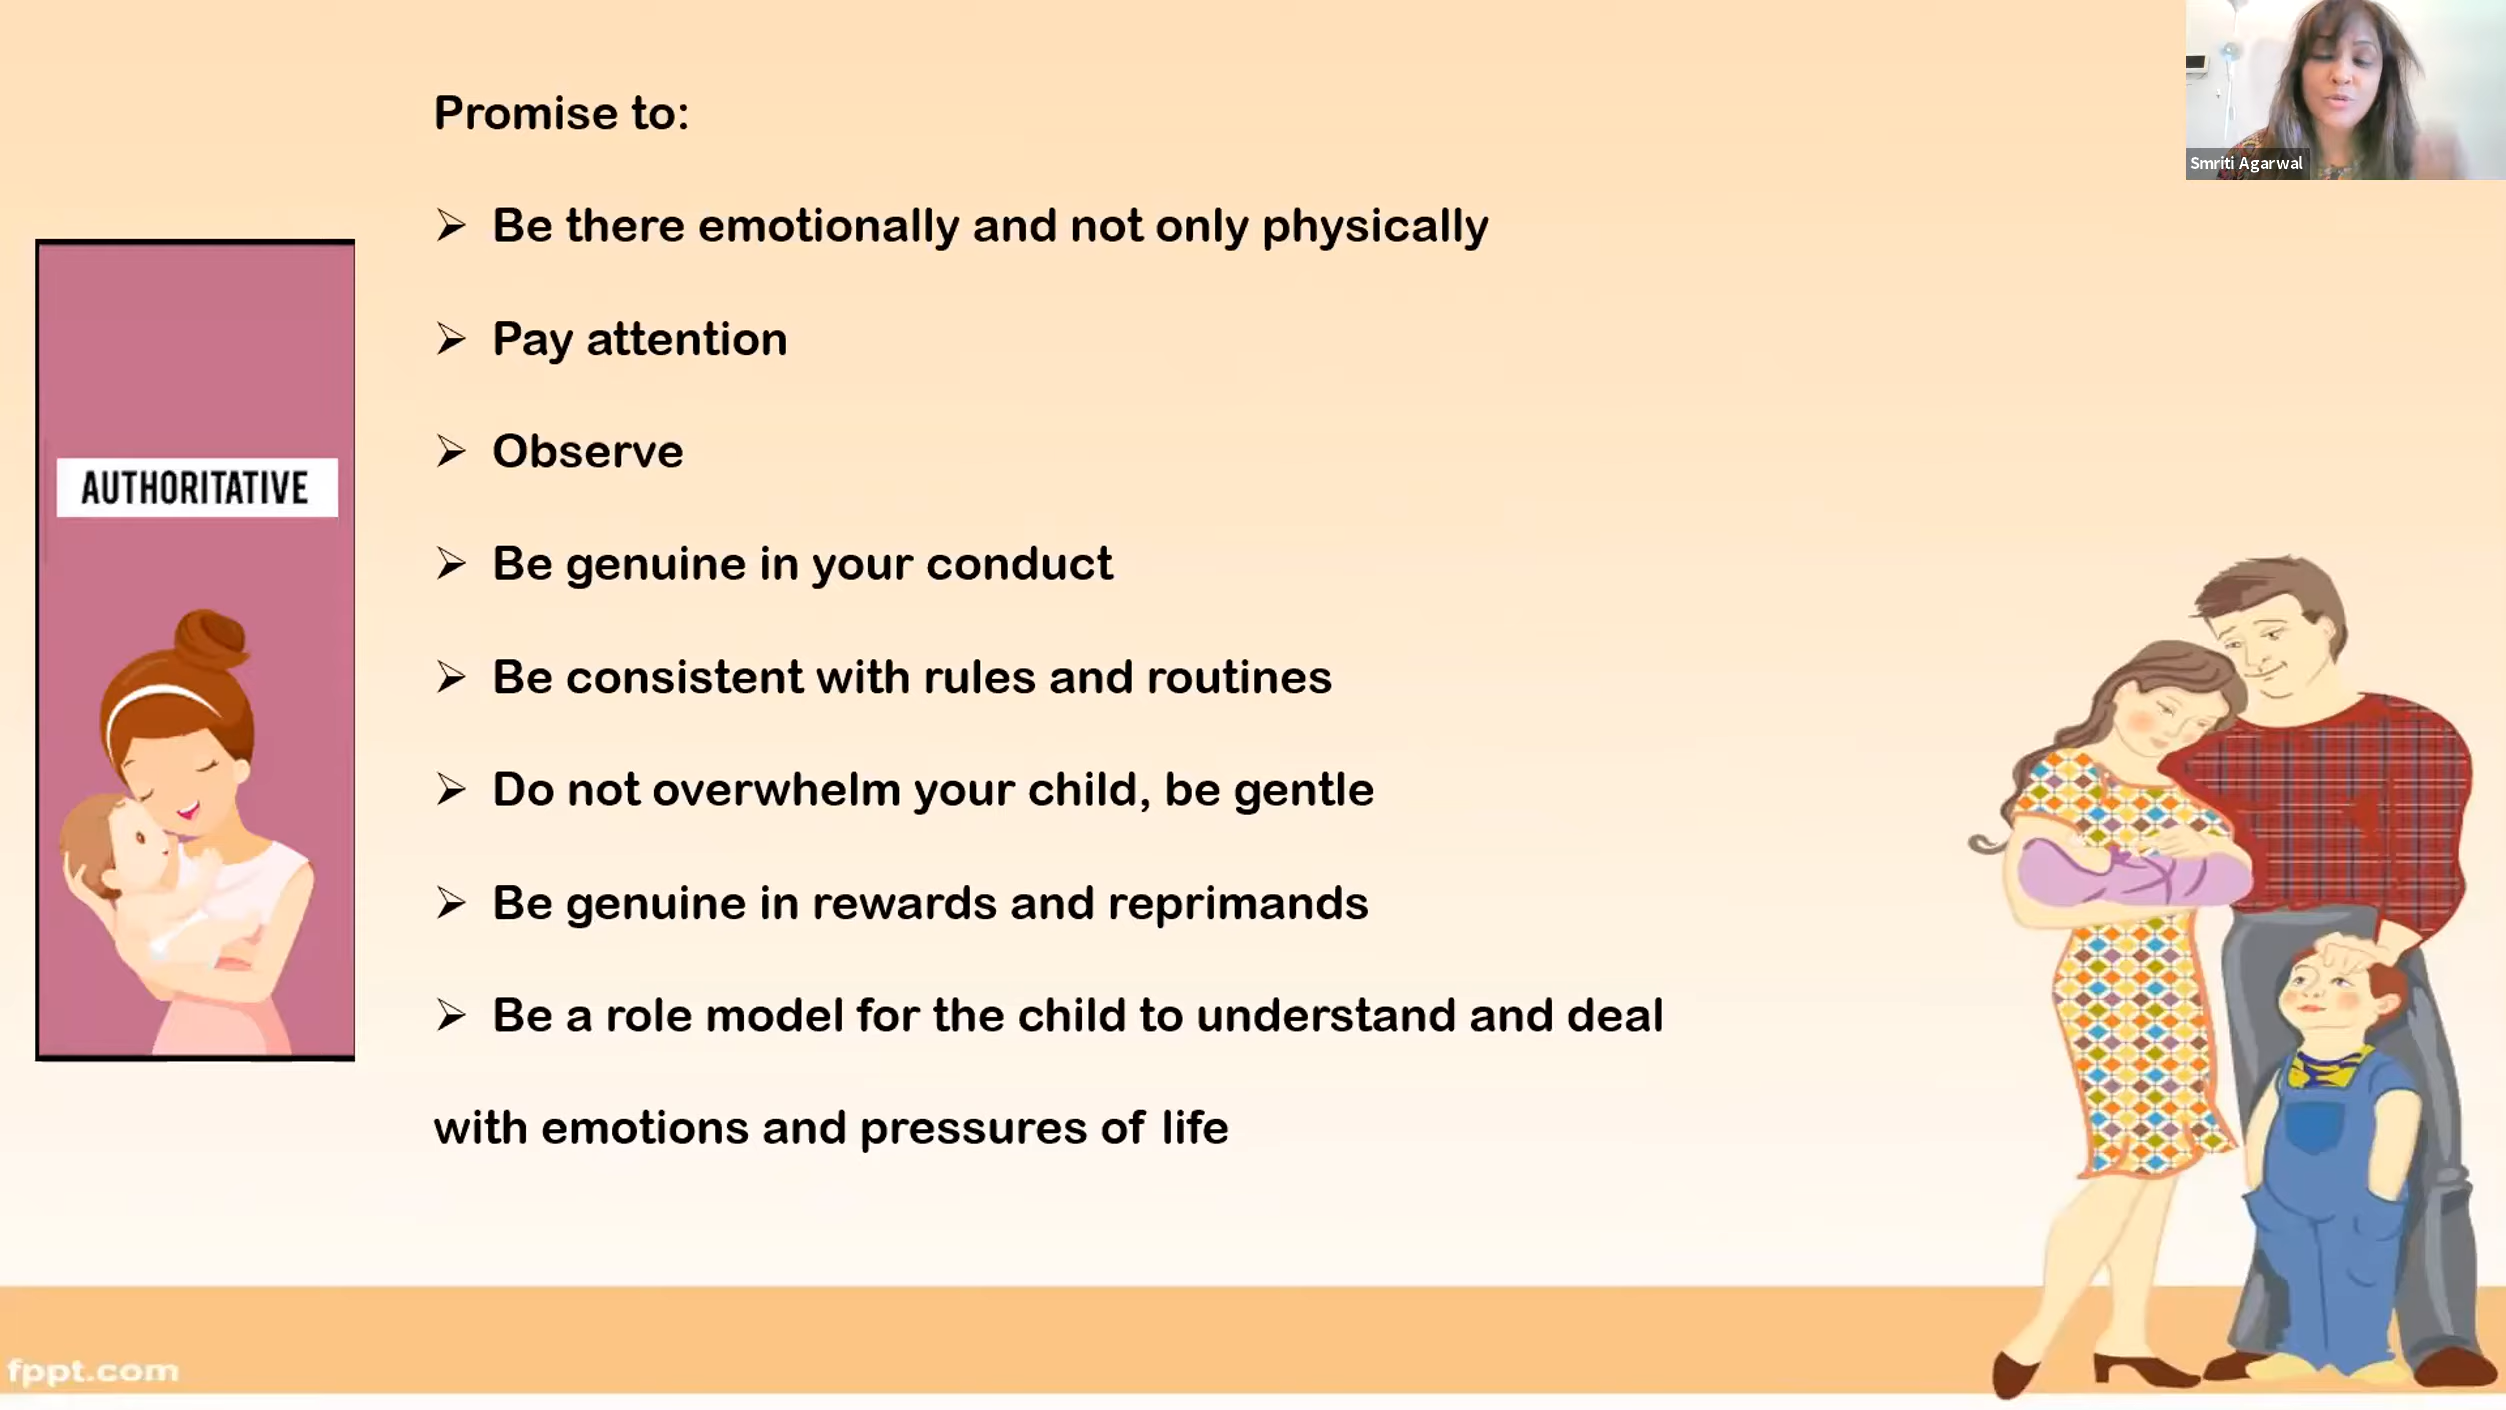 Promise to:
➢ Be there emotionally and not only physically
➢ Pay attention
➢ Observe
➢ Be genuine in your conduct
➢ Be consistent with rules and routines
➢ Do not overwhelm your child, be gentle
➢ Be genuine in rewards and reprimands
➢ Be a role model for the child to understand and deal
with emotions and pressures of life
AUTHORITATIVE
Smriti Agarwal
fppt.com